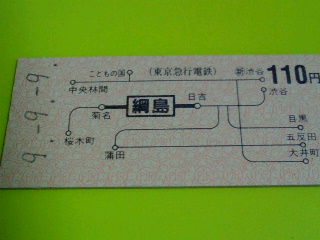 9.-9.-9.
こどもの国 (東京急行電鉄) 新渋谷 110円
中央林間 渋谷
綱島 日吉
菊名 目黒
桜木町 五反田
蒲田 大井町